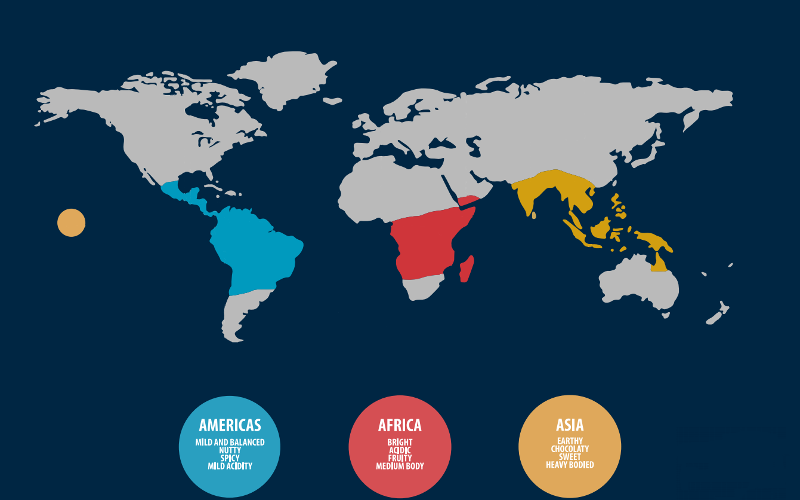 AMERICAS
MILD AND BALANCED
NUTTY
SPICY
MILD ACIDITY
AFRICA
BRIGHT
ACIDIC
FRUITY
MEDIUM BODY
ASIA
EARTHY
CHOCOLATY
SWEET
HEAVY BODIED